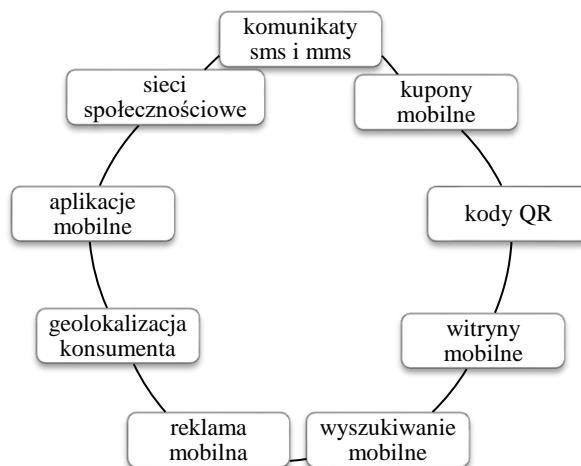 komunikaty
sms i mms
kupony
mobilne
kody QR
witryny
mobilne
wyszukiwanie
mobilne
reklama
mobilna
geolokalizacja
konsumenta
aplikacje
mobilne
sieci
społecznościowe